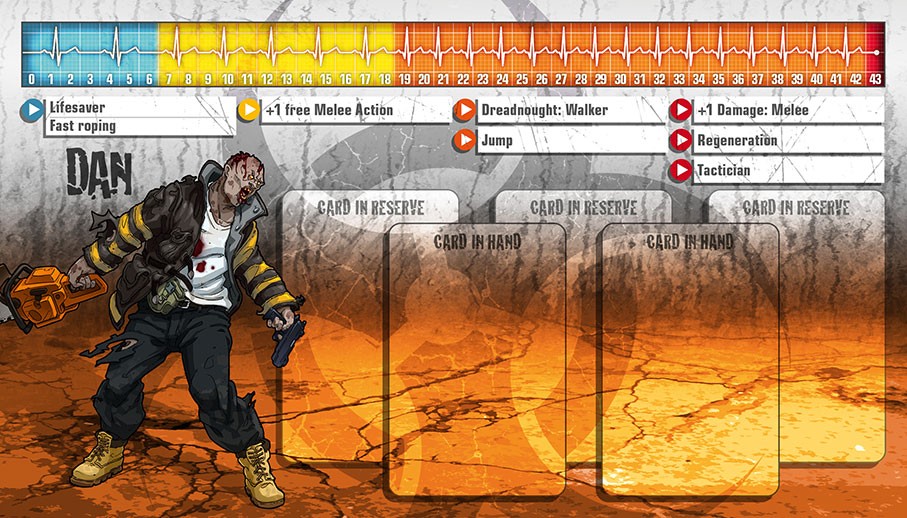 0 1 2 3 4 5 6 7 8 9 10 11 12 13 14 15 16 17 18 19 20 21 22 23 24 25 26 27 28 29 30 31 32 33 34 35 36 37 38 39 40 41 42 43
Lifesaver
Fast roping
+1 free Melee Action
Dreadnought: Walker
Jump
+1 Damage: Melee
Regeneration
Tactician
DAN
CARD IN RESERVE
CARD IN RESERVE
CARD IN RESERVE
CARD IN HAND
CARD IN HAND